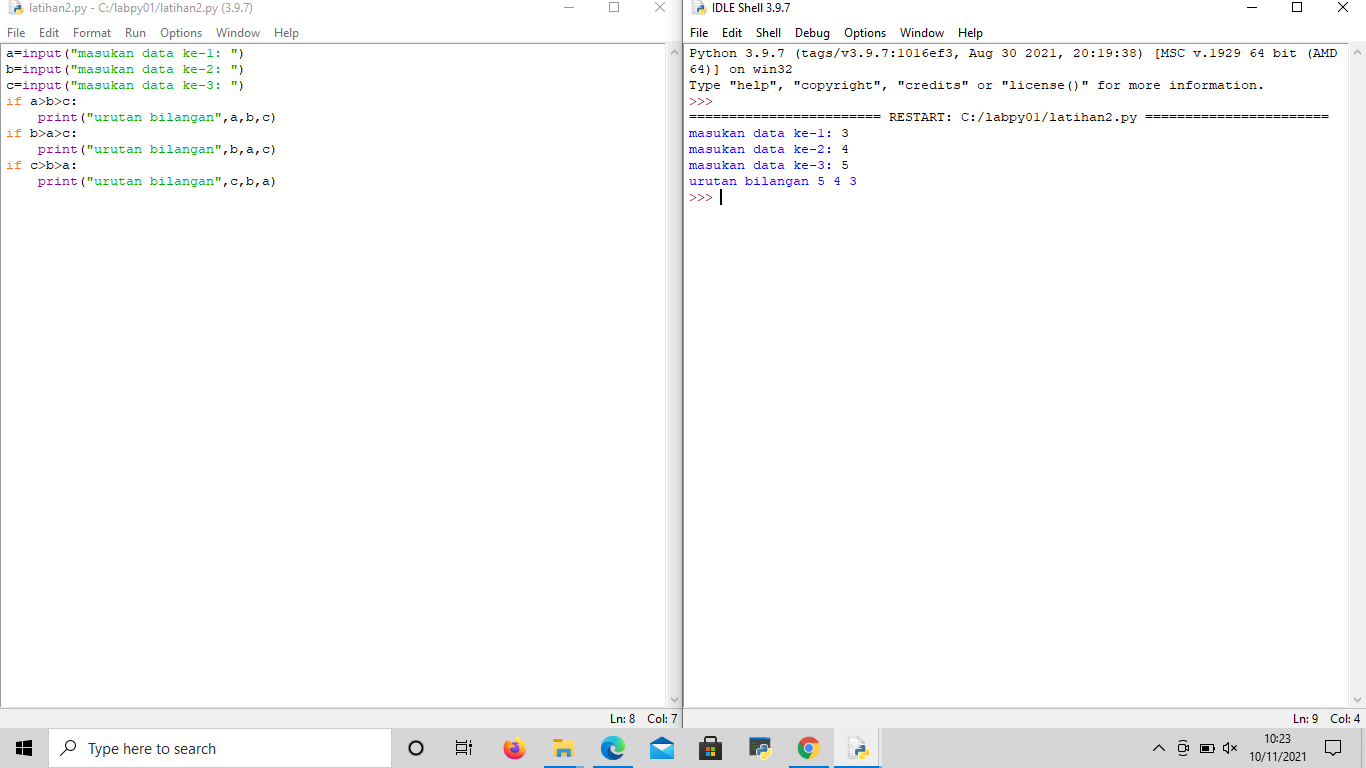 latihan2.py - C:/labpy01/latihan2.py (3.9.7)
File Edit Format Run Options Window Help
a=input("masukan data ke-1: ")
b=input("masukan data ke-2: ")
c=input("masukan data ke-3: ")
if a>b>c:
    print("urutan bilangan",a,b,c)
if b>a>c:
    print("urutan bilangan",b,a,c)
if c>b>a:
    print("urutan bilangan",c,b,a)
Ln: 8 Col: 7
IDLE Shell 3.9.7
File Edit Shell Debug Options Window Help
Python 3.9.7 (tags/v3.9.7:1016ef3, Aug 30 2021, 20:19:38) [MSC v.1929 64 bit (AMD
64)] on win32
Type "help", "copyright", "credits" or "license()" for more information.
>>>
======================== RESTART: C:/labpy01/latihan2.py =======================
masukan data ke-1: 3
masukan data ke-2: 4
masukan data ke-3: 5
urutan bilangan 5 4 3
>>>
Ln: 9 Col: 4
Type here to search
10:23
10/11/2021